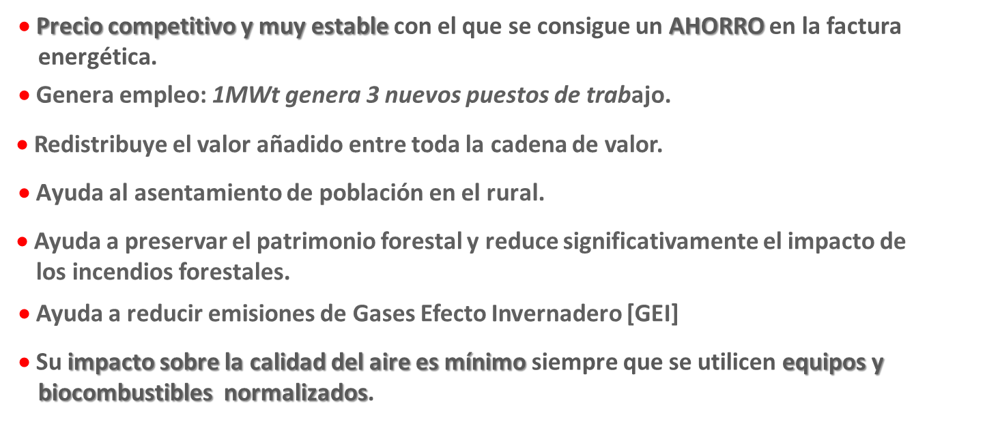 • Precio competitivo y muy estable con el que se consigue un AHORRO en la factura
energética.
• Genera empleo: 1MWt genera 3 nuevos puestos de trabajo.
• Redistribuye el valor añadido entre toda la cadena de valor.
• Ayuda al asentamiento de población en el rural.
• Ayuda a preservar el patrimonio forestal y reduce significativamente el impacto de
los incendios forestales.
• Ayuda a reducir emisiones de Gases Efecto Invernadero [GEI]
• Su impacto sobre la calidad del aire es mínimo siempre que se utilicen equipos y
biocombustibles normalizados.